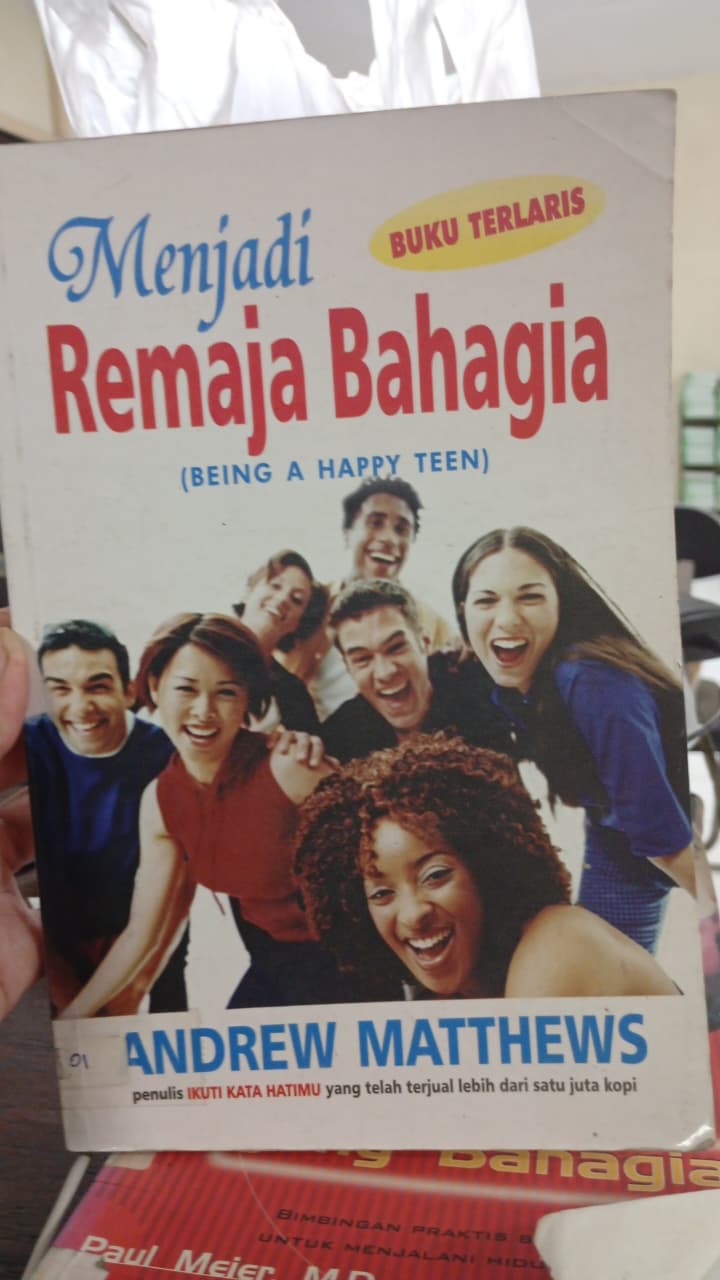 Menjadi
BUKU TERLARIS
Remaja Bahagia
(BEING A HAPPY TEEN)
01
ANDREW MATTHEWS
penulis IKUTI KATA HATIMU yang telah terjual lebih dari satu juta kopi
Bahagia
BIMBINGAN PRAKTIS
UNTUK MENJALANI
Paul Meier, M.D.